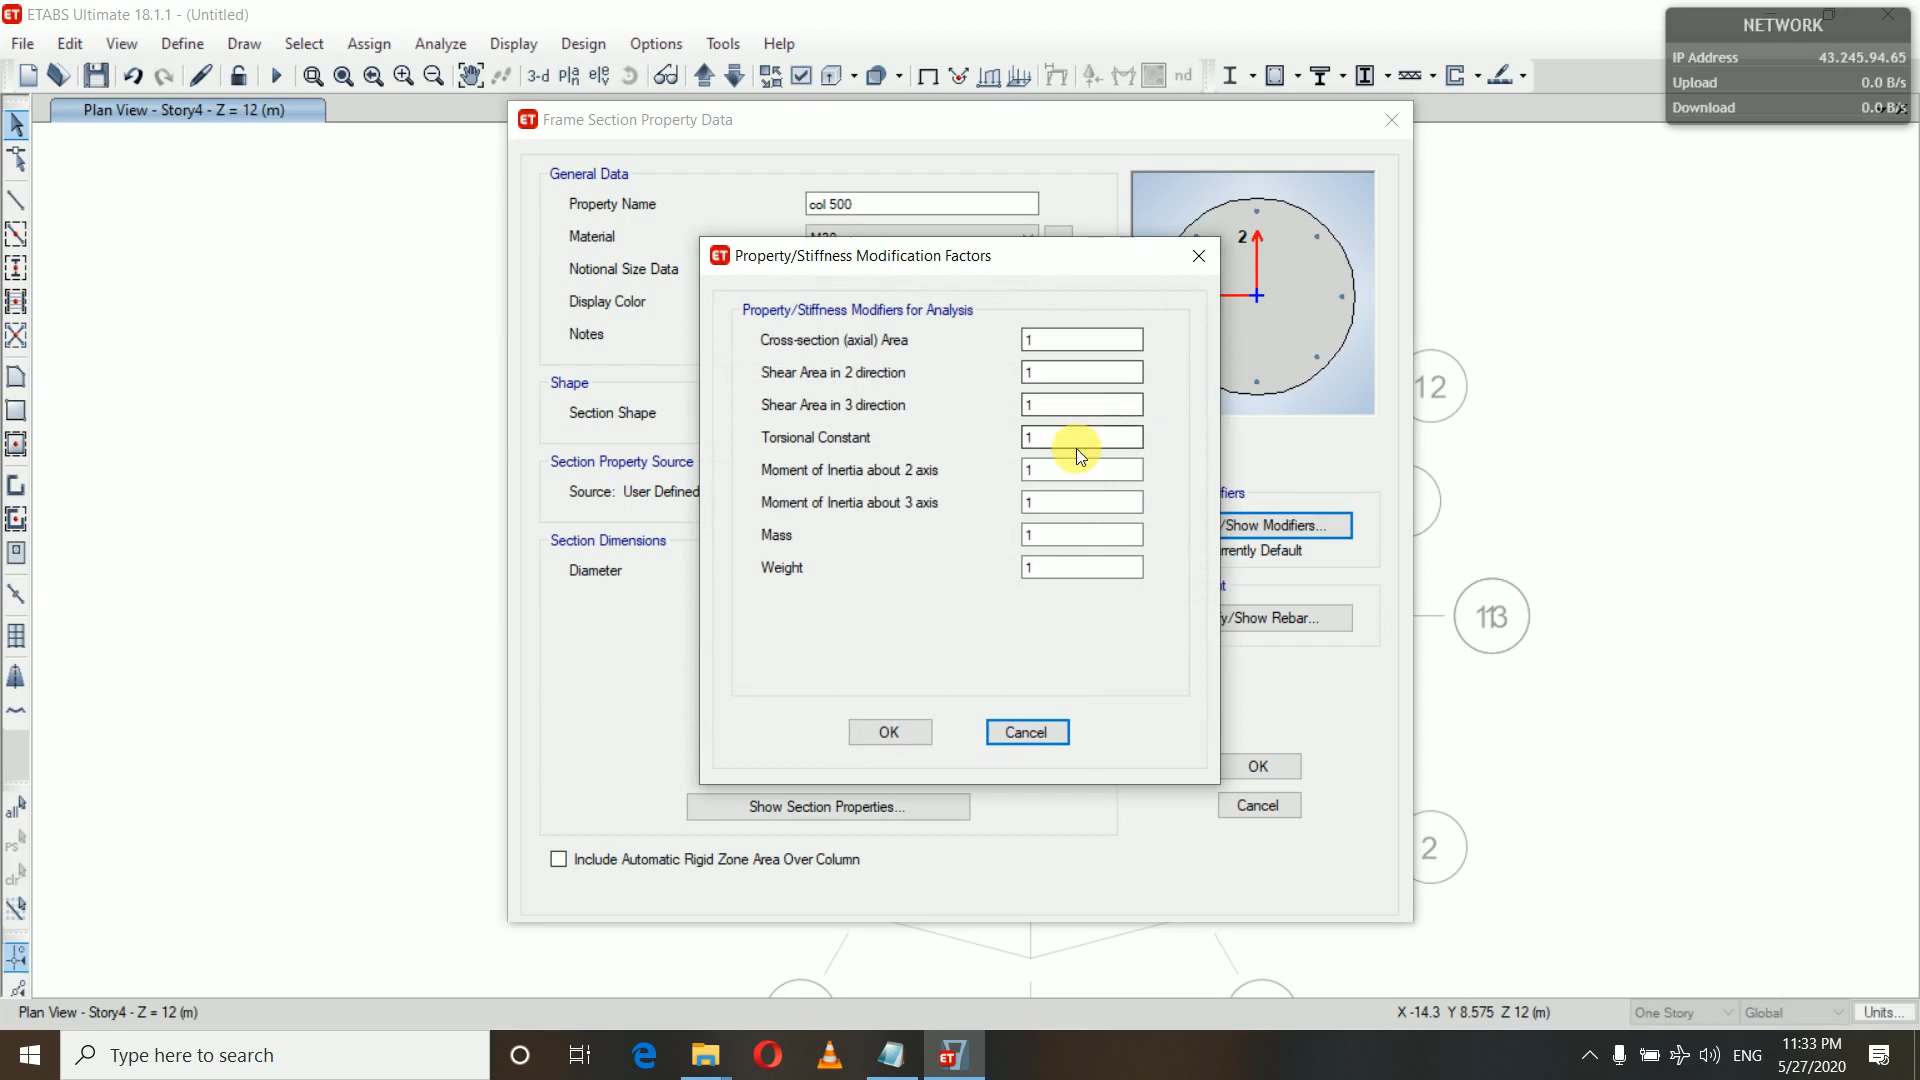 ETABS Ultimate 18.1.1 - (Untitled)
File Edit View Define Draw Select Assign Analyze Display Design Options Tools Help
NETWORK
IP Address 43.245.94.65
Upload 0.0 B/s
Download 0.0 B/s
3-d
nd
Plan View - Story4 - Z = 12 (m)
Frame Section Property Data
General Data
Property Name col 500
Material
Notional Size Data
Display Color
Notes
Shape
Section Shape
Section Property Source
Source: User Defined
Section Dimensions
Diameter
Show Section Properties...
Include Automatic Rigid Zone Area Over Column
2
Property/Stiffness Modification Factors
Property/Stiffness Modifiers for Analysis
Cross-section (axial) Area 1
Shear Area in 2 direction 1
Shear Area in 3 direction 1
Torsional Constant 1
Moment of Inertia about 2 axis 1
Moment of Inertia about 3 axis 1
Mass 1
Weight 1
OK
Cancel
fiers
/Show Modifiers...
rrently Default
y/Show Rebar...
OK
Cancel
12
2
all
PS
clr
Plan View - Story4 - Z = 12 (m)
X -14.3 Y 8.575 Z 12 (m)
One Story
Global
Units...
Type here to search
ENG
11:33 PM
5/27/2020